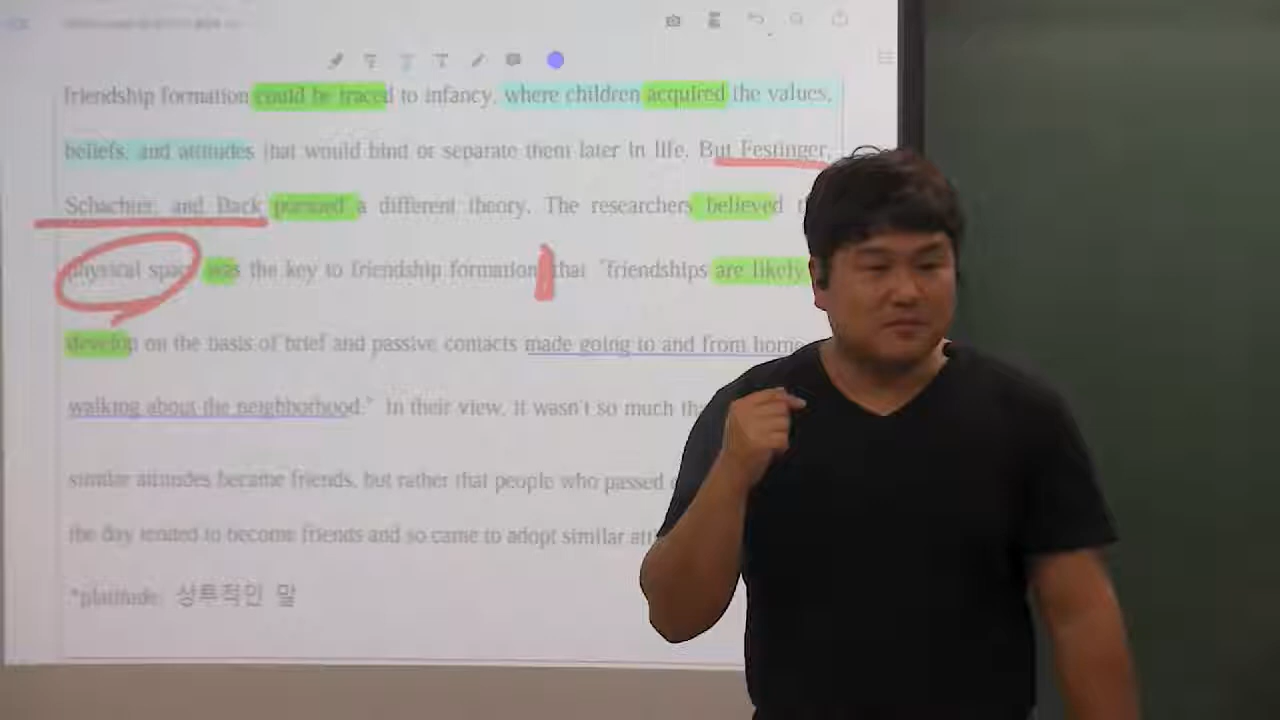 friendship formation could be traced to infancy, where children acquired the values,
beliefs, and attitudes that would bind or separate them later in life. But Festinger,
Schachter, and Back pursued a different theory. The researchers believed
physical space was the key to friendship formation that "friendships are likely
develop on the basis of brief and passive contacts made going to and from home
walking about the neighborhood." In their view, it wasn't so much
similar attitudes became friends, but rather that people who passed
the day tended to become friends and so came to adopt similar
*platitude: 상투적인 말